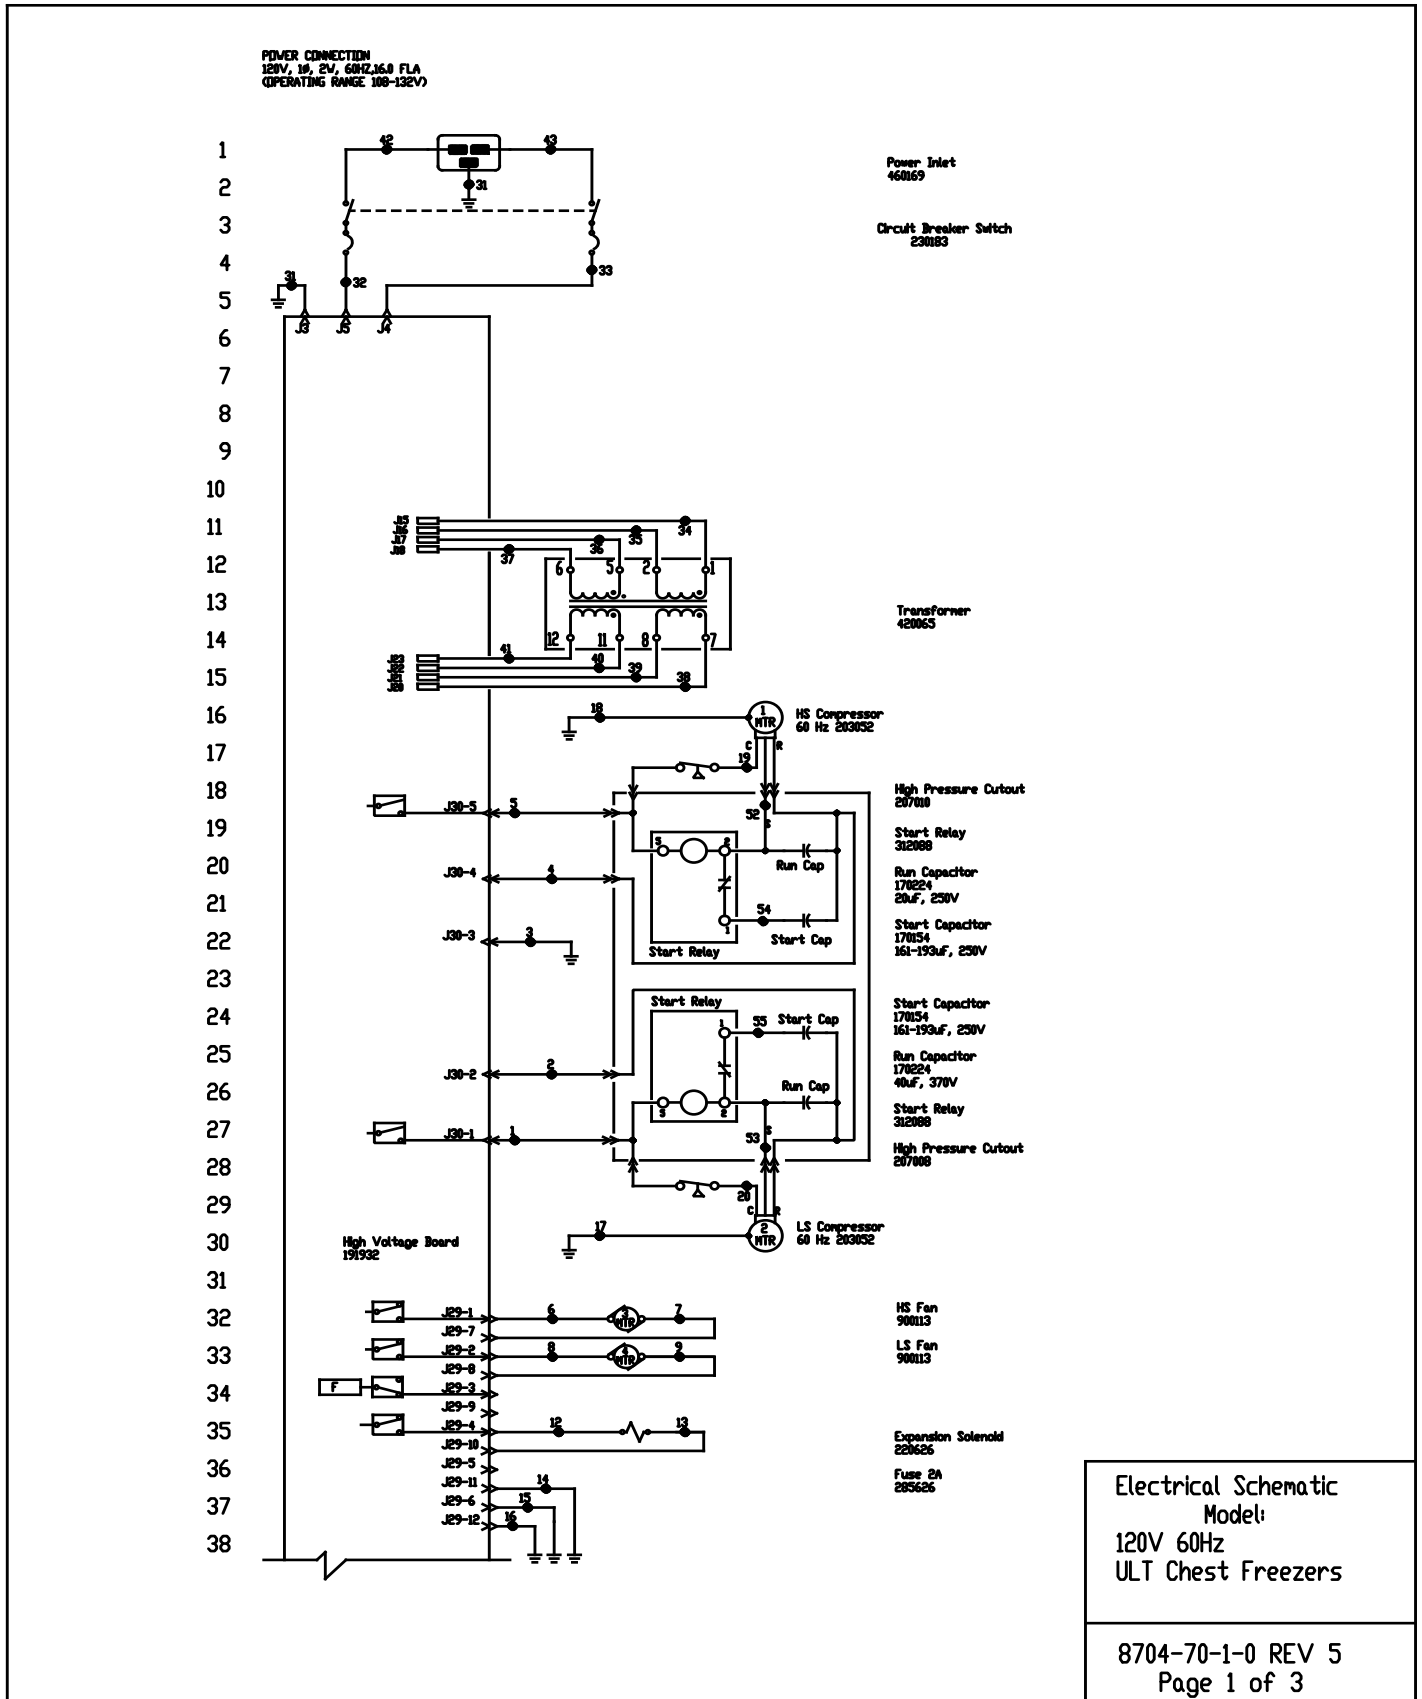 POWER CONNECTION
120V, 1Ø, 2W, 60HZ,16.0 FLA
(OPERATING RANGE 108-132V)
1
42
43
Power Inlet
460169
2
31
3
Circuit Breaker Switch
230183
4
33
31
32
5
J3
J5
J4
6
7
8
9
10
11
J15
J16
J17
J18
34
35
36
37
12
6
5
2
1
13
Transformer
420065
14
12
11
8
7
15
J23
J22
J21
J20
41
40
39
38
16
18
1
MTR
HS Compressor
60 Hz 203052
17
C
R
19
18
High Pressure Cutout
207010
J30-5
5
52
S
19
Start Relay
312088
S
2
Run Cap
20
J30-4
4
Run Capacitor
170224
20uF, 250V
21
54
1
Start Cap
Start Relay
Start Capacitor
170154
161-193uF, 250V
22
J30-3
3
23
24
Start Relay
1
55
Start Cap
Start Capacitor
170154
161-193uF, 250V
25
J30-2
2
Run Capacitor
170224
40uF, 370V
26
Run Cap
S
2
Start Relay
312088
27
J30-1
1
53
S
28
High Pressure Cutout
207008
20
29
C
R
30
17
2
MTR
LS Compressor
60 Hz 203052
High Voltage Board
191932
31
32
J29-1
6
3
MTR
7
HS Fan
900113
J29-7
33
J29-2
8
4
MTR
9
LS Fan
900113
J29-8
34
F
J29-3
J29-9
35
J29-4
12
13
Expansion Solenoid
220626
J29-10
36
J29-5
Fuse 2A
285626
J29-11
14
37
J29-6
15
J29-12
16
38
Electrical Schematic
Model:
120V 60Hz
ULT Chest Freezers
8704-70-1-0 REV 5
Page 1 of 3